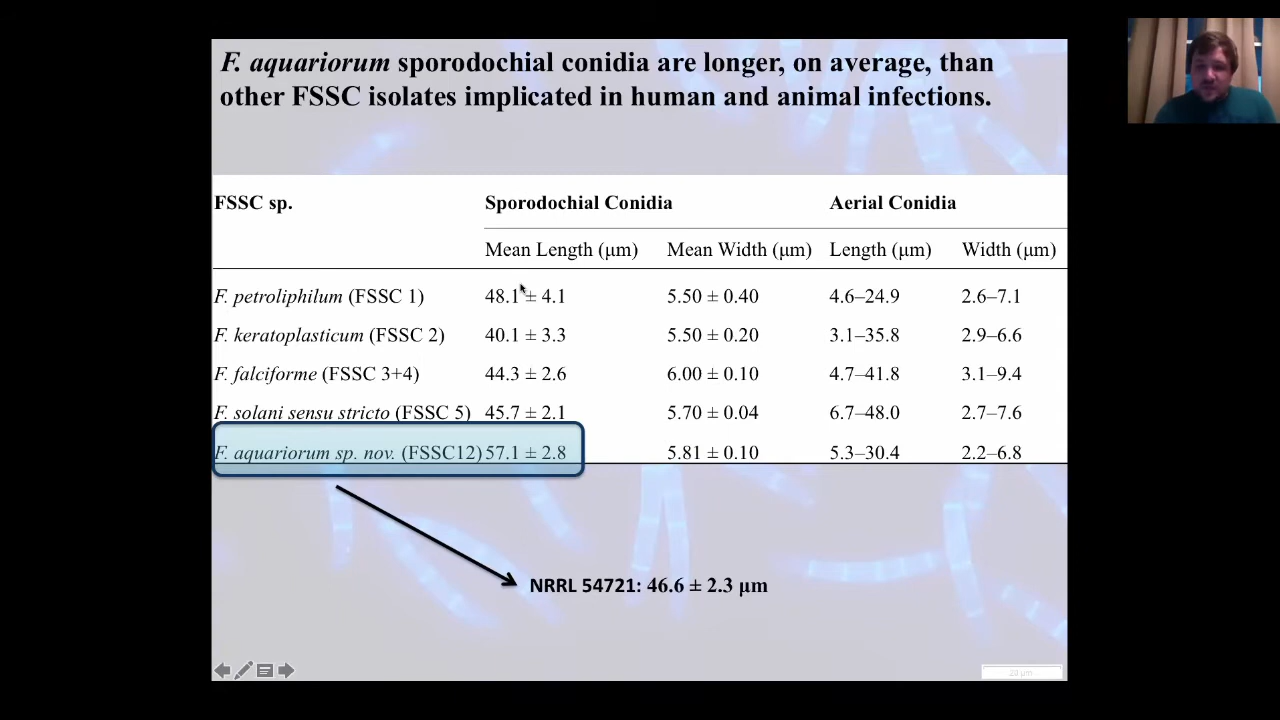 F. aquariorum sporodochial conidia are longer, on average, than
other FSSC isolates implicated in human and animal infections.
FSSC sp. Sporodochial Conidia Aerial Conidia
Mean Length (μm) Mean Width (μm) Length (μm) Width (μm)
F. petroliphilum (FSSC 1) 48.1 ± 4.1 5.50 ± 0.40 4.6–24.9 2.6–7.1
F. keratoplasticum (FSSC 2) 40.1 ± 3.3 5.50 ± 0.20 3.1–35.8 2.9–6.6
F. falciforme (FSSC 3+4) 44.3 ± 2.6 6.00 ± 0.10 4.7–41.8 3.1–9.4
F. solani sensu stricto (FSSC 5) 45.7 ± 2.1 5.70 ± 0.04 6.7–48.0 2.7–7.6
F. aquariorum sp. nov. (FSSC12) 57.1 ± 2.8 5.81 ± 0.10 5.3–30.4 2.2–6.8
NRRL 54721: 46.6 ± 2.3 μm
20 μm